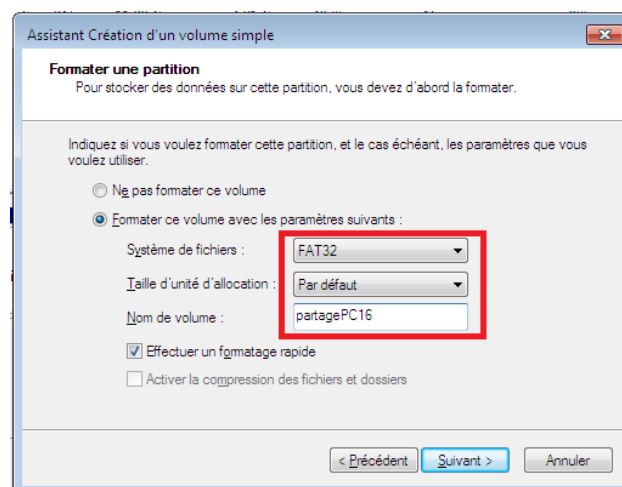 Assistant Création d'un volume simple
Formater une partition
Pour stocker des données sur cette partition, vous devez d'abord la formater.
Indiquez si vous voulez formater cette partition, et le cas échéant, les paramètres que vous
voulez utiliser.
Ne pas formater ce volume
Formater ce volume avec les paramètres suivants :
Système de fichiers : FAT32
Taille d'unité d'allocation : Par défaut
Nom de volume : partagePC16
Effectuer un formatage rapide
Activer la compression des fichiers et dossiers
< Précédent Suivant > Annuler